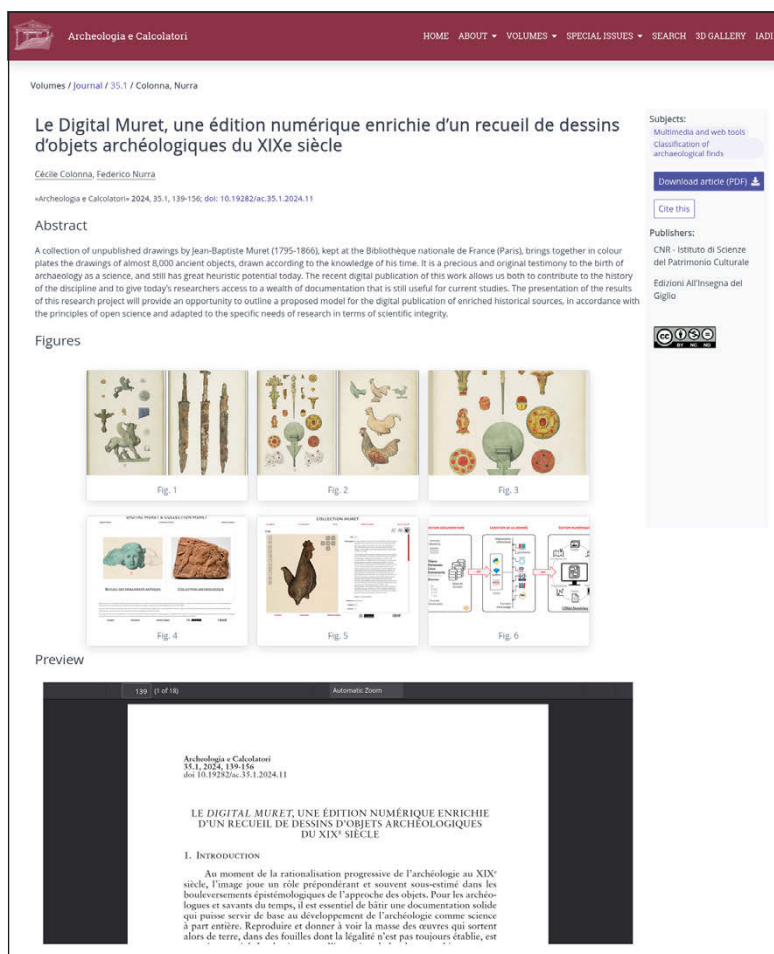 Archeologia e Calcolatori
HOME ABOUT VOLUMES SPECIAL ISSUES SEARCH 3D GALLERY IADI
Volumes / Journal / 35.1 / Colonna, Nurra
Le Digital Muret, une édition numérique enrichie d'un recueil de dessins
d'objets archéologiques du XIXe siècle
Cécile Colonna, Federico Nurra
«Archeologia e Calcolatori» 2024, 35.1, 139-156; doi: 10.19282/ac.35.1.2024.11
Abstract
A collection of unpublished drawings by Jean-Baptiste Muret (1795-1866), kept at the Bibliothèque nationale de France (Paris), brings together in colour
plates the drawings of almost 8,000 ancient objects, drawn according to the knowledge of his time. It is a precious and original testimony to the birth of
archaeology as a science, and still has great heuristic potential today. The recent digital publication of this work allows us both to contribute to the history
of the discipline and to give today's researchers access to a wealth of documentation that is still useful for current studies. The presentation of the results
of this research project will provide an opportunity to outline a proposed model for the digital publication of enriched historical sources, in accordance with
the principles of open science and adapted to the specific needs of research in terms of scientific integrity.
Subjects:
Multimedia and web tools
Classification of
archaeological finds
Download article (PDF)
Cite this
Publishers:
CNR - Istituto di Scienze
del Patrimonio Culturale
Edizioni All'Insegna del
Giglio
CC BY NC ND
Figures
Fig. 1
Fig. 2
Fig. 3
COLLECTION MURET
RECUEIL DES MONUMENTS ANTIQUES
COLLECTION ARCHÉOLOGIQUE
Fig. 4
Fig. 5
Fig. 6
Preview
139 (1 of 18)
Automatic Zoom
Archeologia e Calcolatori
35.1, 2024, 139-156
doi 10.19282/ac.35.1.2024.11
LE DIGITAL MURET, UNE ÉDITION NUMÉRIQUE ENRICHIE
D'UN RECUEIL DE DESSINS D'OBJETS ARCHÉOLOGIQUES
DU XIXe SIÈCLE
1. Introduction
Au moment de la rationalisation progressive de l'archéologie au XIXe
siècle, l'image joue un rôle prépondérant et souvent sous-estimé dans les
bouleversements épistémologiques de l'approche des objets. Pour les archéo-
logues et savants du temps, il est essentiel de bâtir une documentation solide
qui puisse servir de base au développement de l'archéologie comme science
à part entière. Reproduire et donner à voir la masse des œuvres qui sortent
alors de terre, dans des fouilles dont la légalité n'est pas toujours établie, est